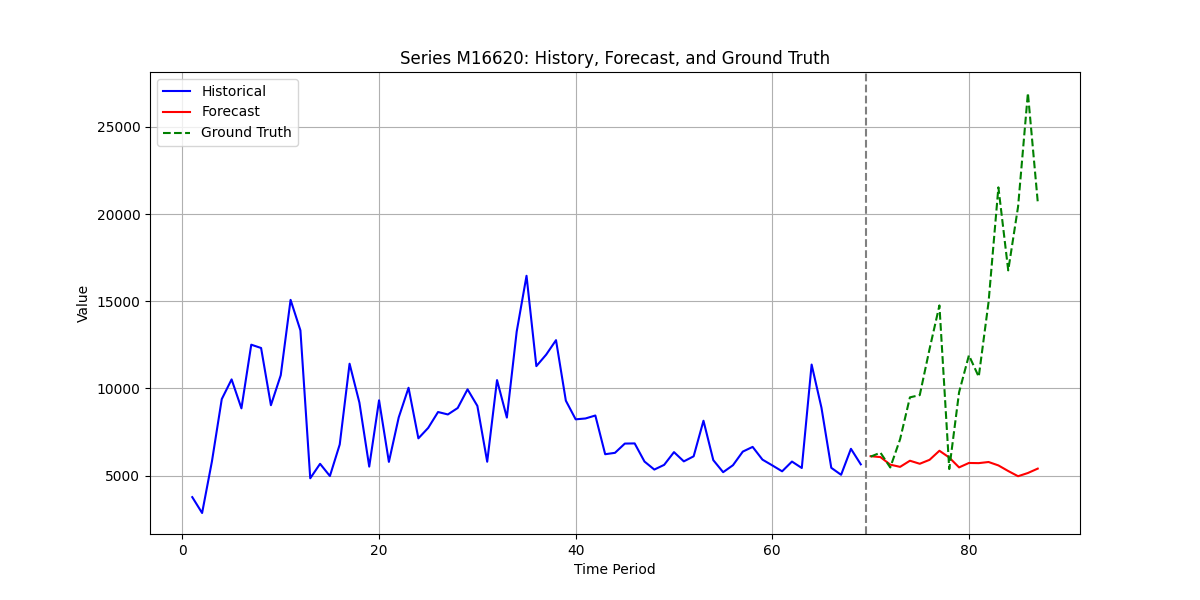 Series M16620: History, Forecast, and Ground Truth
Historical
Forecast
Ground Truth
25000
20000
15000
10000
5000
Value
0
20
40
60
80
Time Period